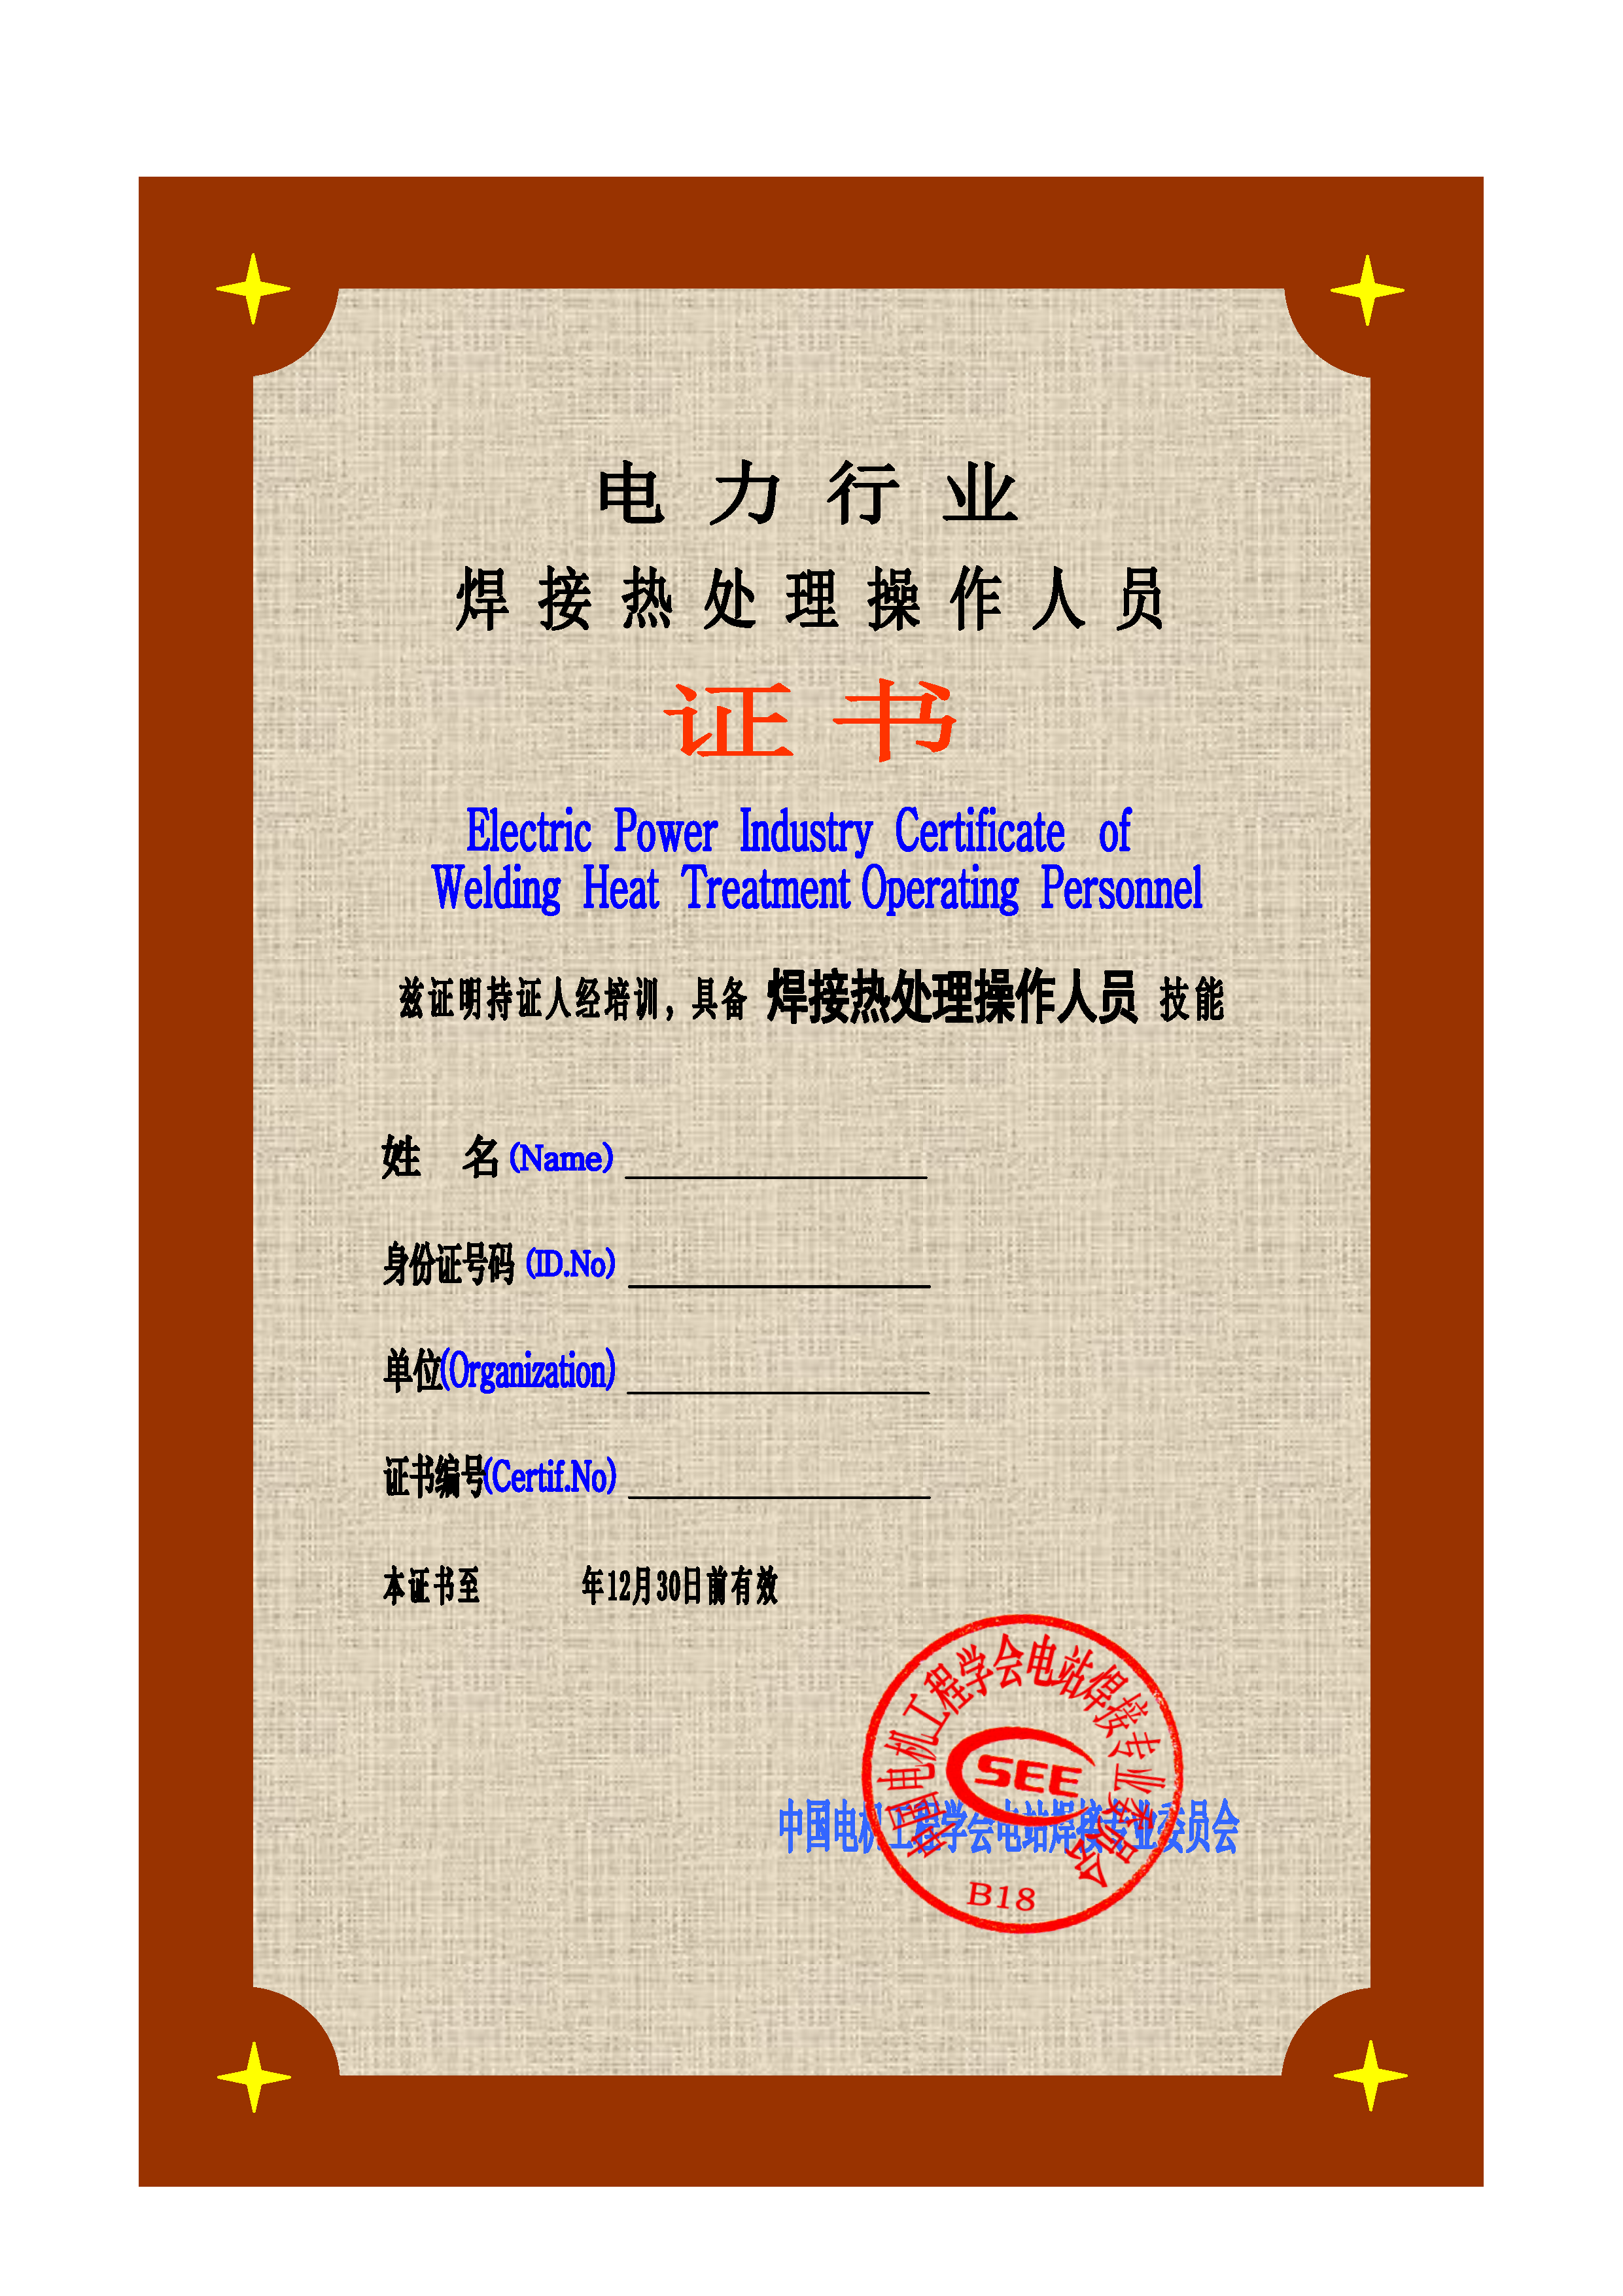 电力行业
焊接热处理操作人员
证书
Electric Power Industry Certificate of
Welding Heat Treatment Operating Personnel
兹证明持证人经培训，具备 焊接热处理操作人员 技能
姓 名 (Name)
身份证号码 (ID.No)
单位(Organization)
证书编号(Certif.No)
本证书至 年12月30日前有效
中国电机工程学会电站焊接专业委员会
SEE
中国电机工程学会电站焊接专业委员会
B18